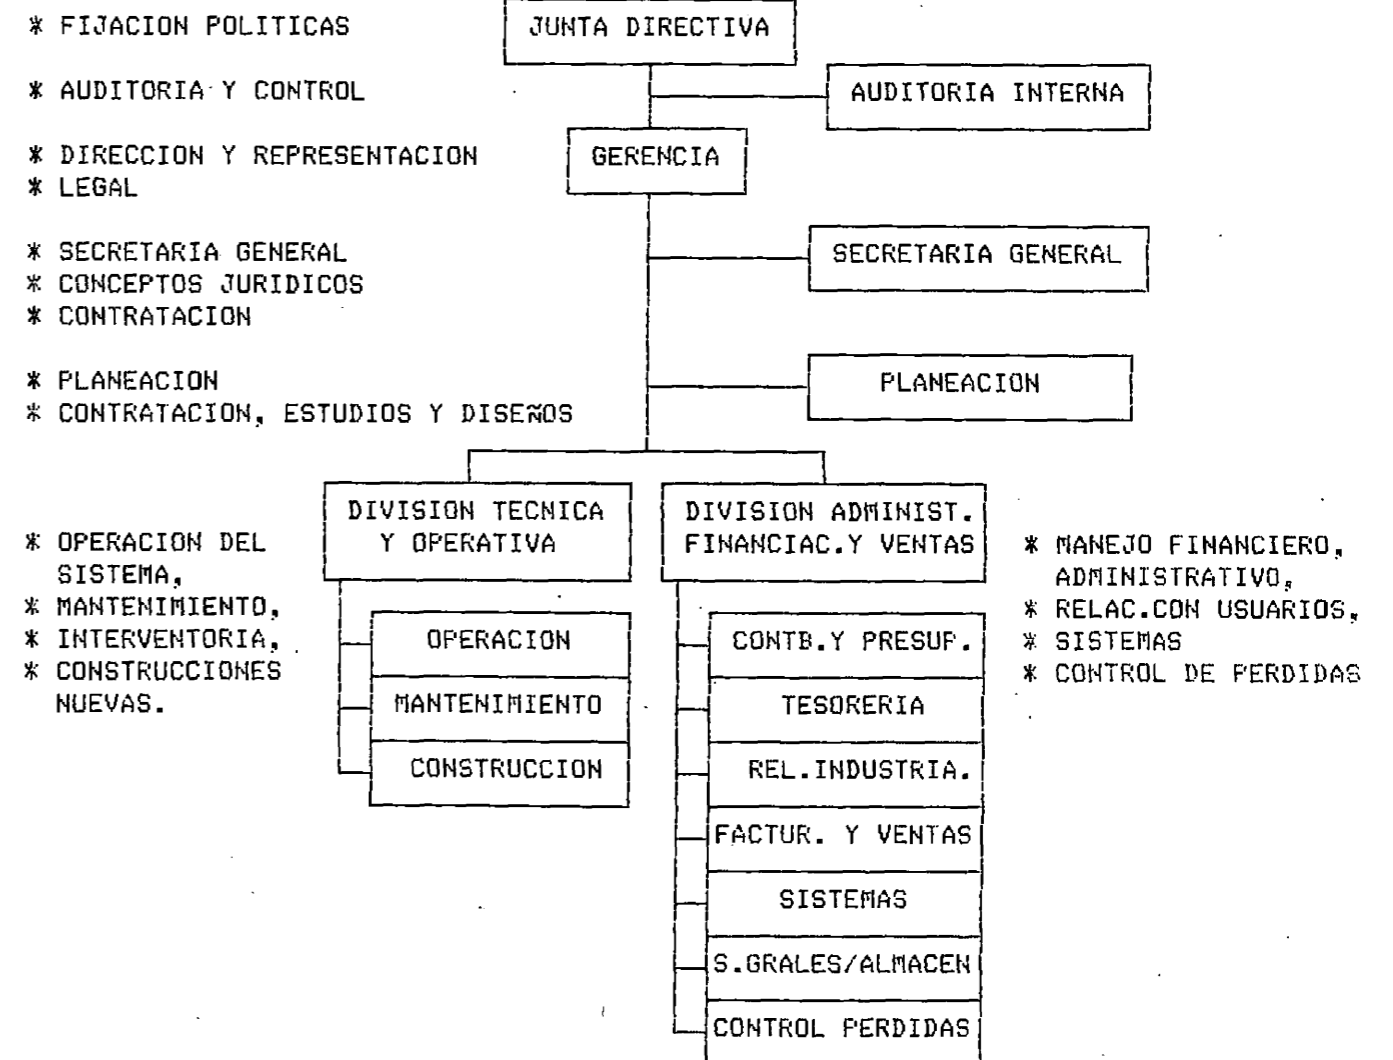 * FIJACION POLITICAS
JUNTA DIRECTIVA
* AUDITORIA Y CONTROL
AUDITORIA INTERNA
* DIRECCION Y REPRESENTACION
* LEGAL
GERENCIA
* SECRETARIA GENERAL
* CONCEPTOS JURIDICOS
* CONTRATACION
SECRETARIA GENERAL
* PLANEACION
* CONTRATACION, ESTUDIOS Y DISEÑOS
PLANEACION
* OPERACION DEL
SISTEMA,
* MANTENIMIENTO,
* INTERVENTORIA,
* CONSTRUCCIONES
NUEVAS.
DIVISION TECNICA
Y OPERATIVA
OPERACION
MANTENIMIENTO
CONSTRUCCION
DIVISION ADMINIST.
FINANCIAC.Y VENTAS
CONTB.Y PRESUP.
TESORERIA
REL.INDUSTRIA.
FACTUR. Y VENTAS
SISTEMAS
S.GRALES/ALMACEN
CONTROL PERDIDAS
* MANEJO FINANCIERO,
ADMINISTRATIVO,
* RELAC.CON USUARIOS,
* SISTEMAS
* CONTROL DE PERDIDAS